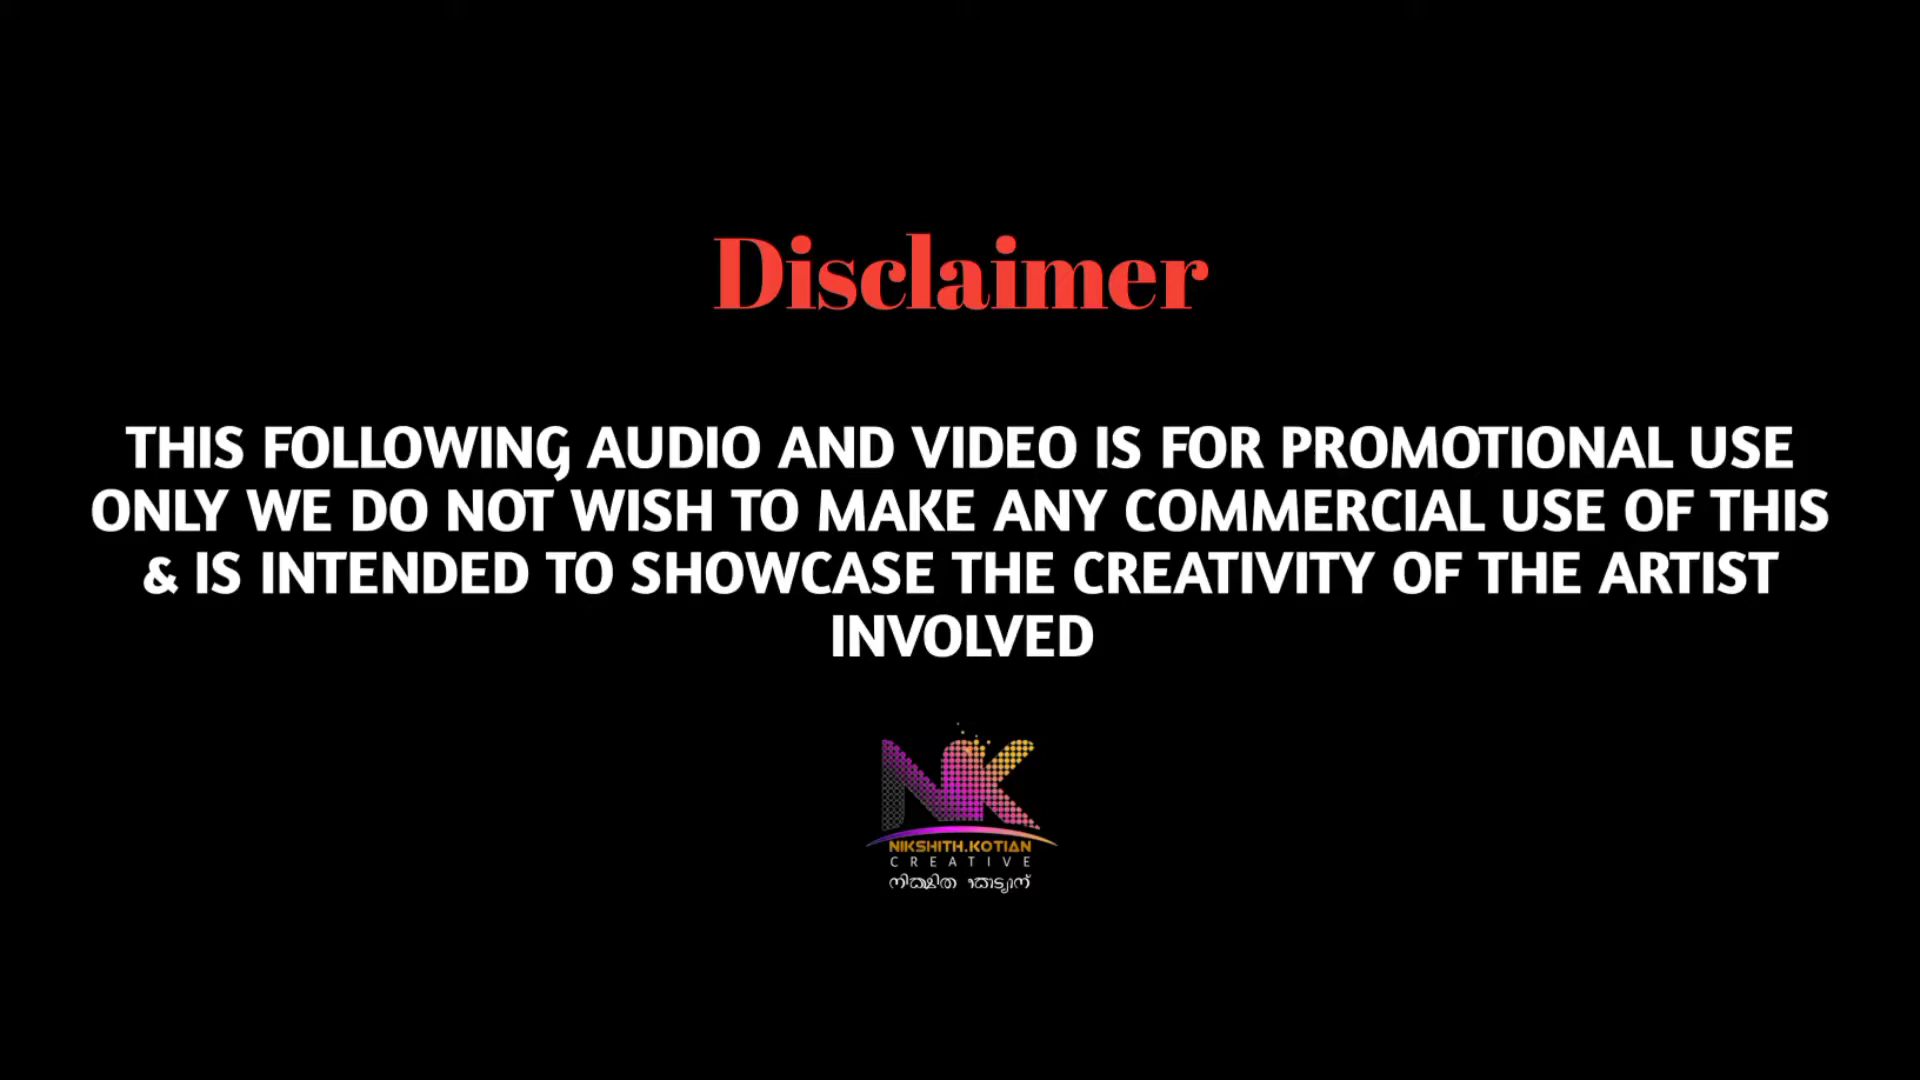 Disclaimer
THIS FOLLOWING AUDIO AND VIDEO IS FOR PROMOTIONAL USE
ONLY WE DO NOT WISH TO MAKE ANY COMMERCIAL USE OF THIS
& IS INTENDED TO SHOWCASE THE CREATIVITY OF THE ARTIST
INVOLVED
NK
NIKSHITH.KOTIAN
CREATIVE